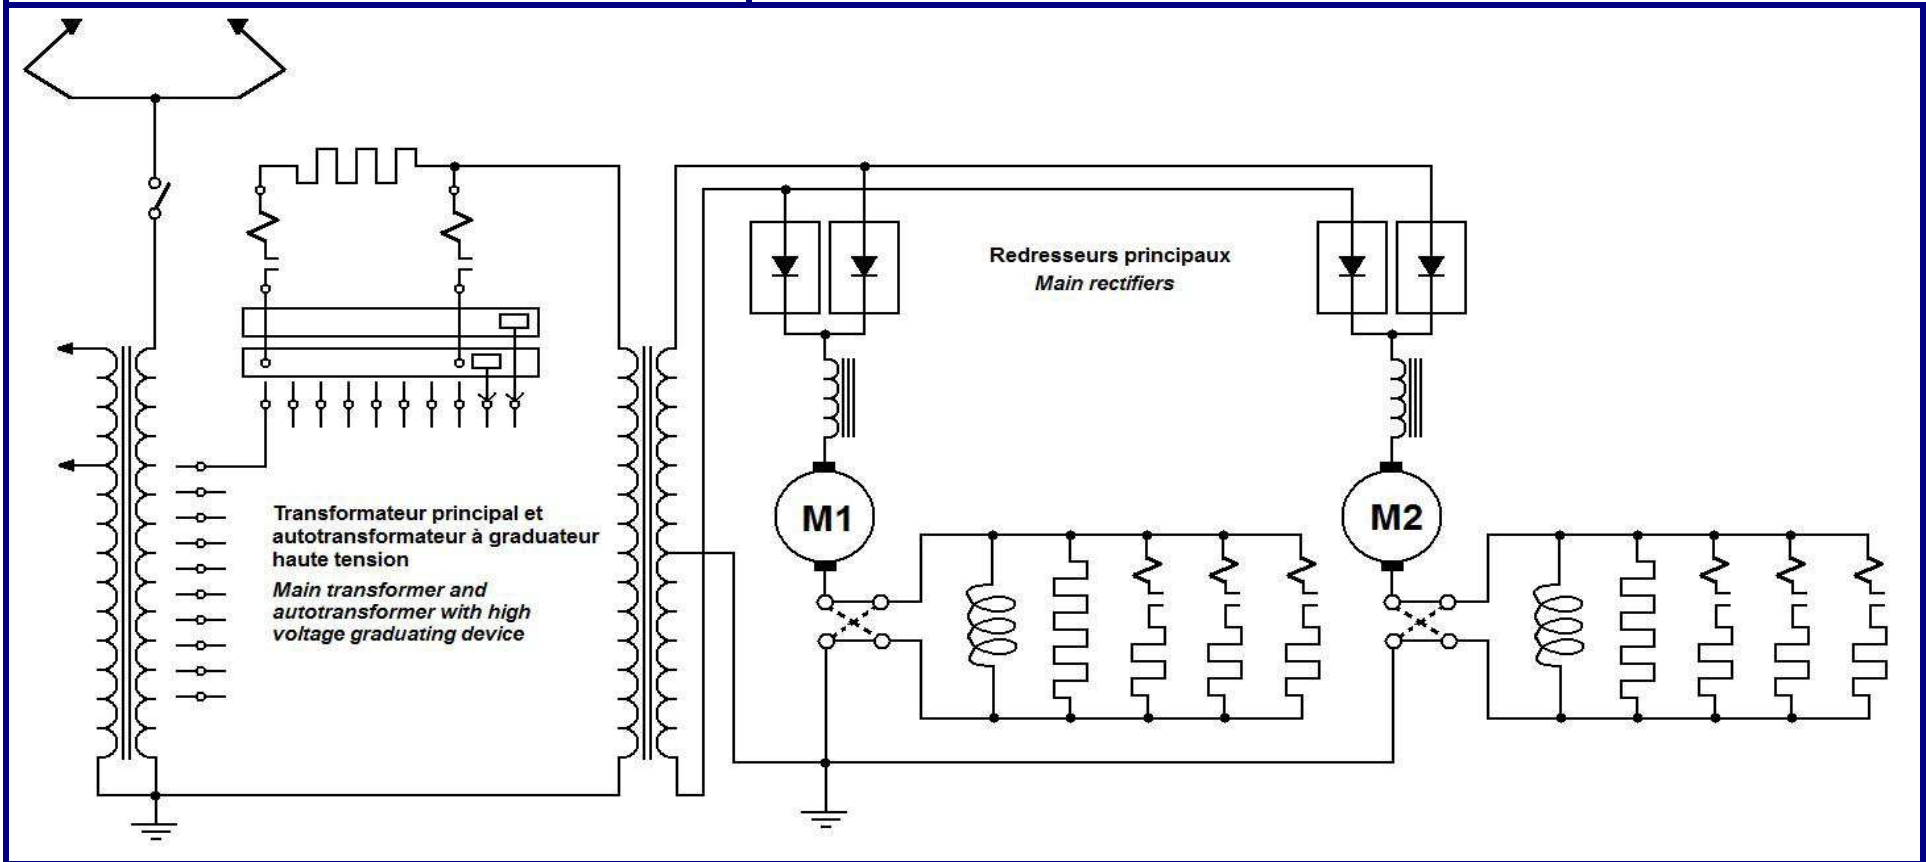 Redresseurs principaux
Main rectifiers
M1
M2
Transformateur principal et
autotransformateur à graduateur
haute tension
Main transformer and
autotransformer with high
voltage graduating device